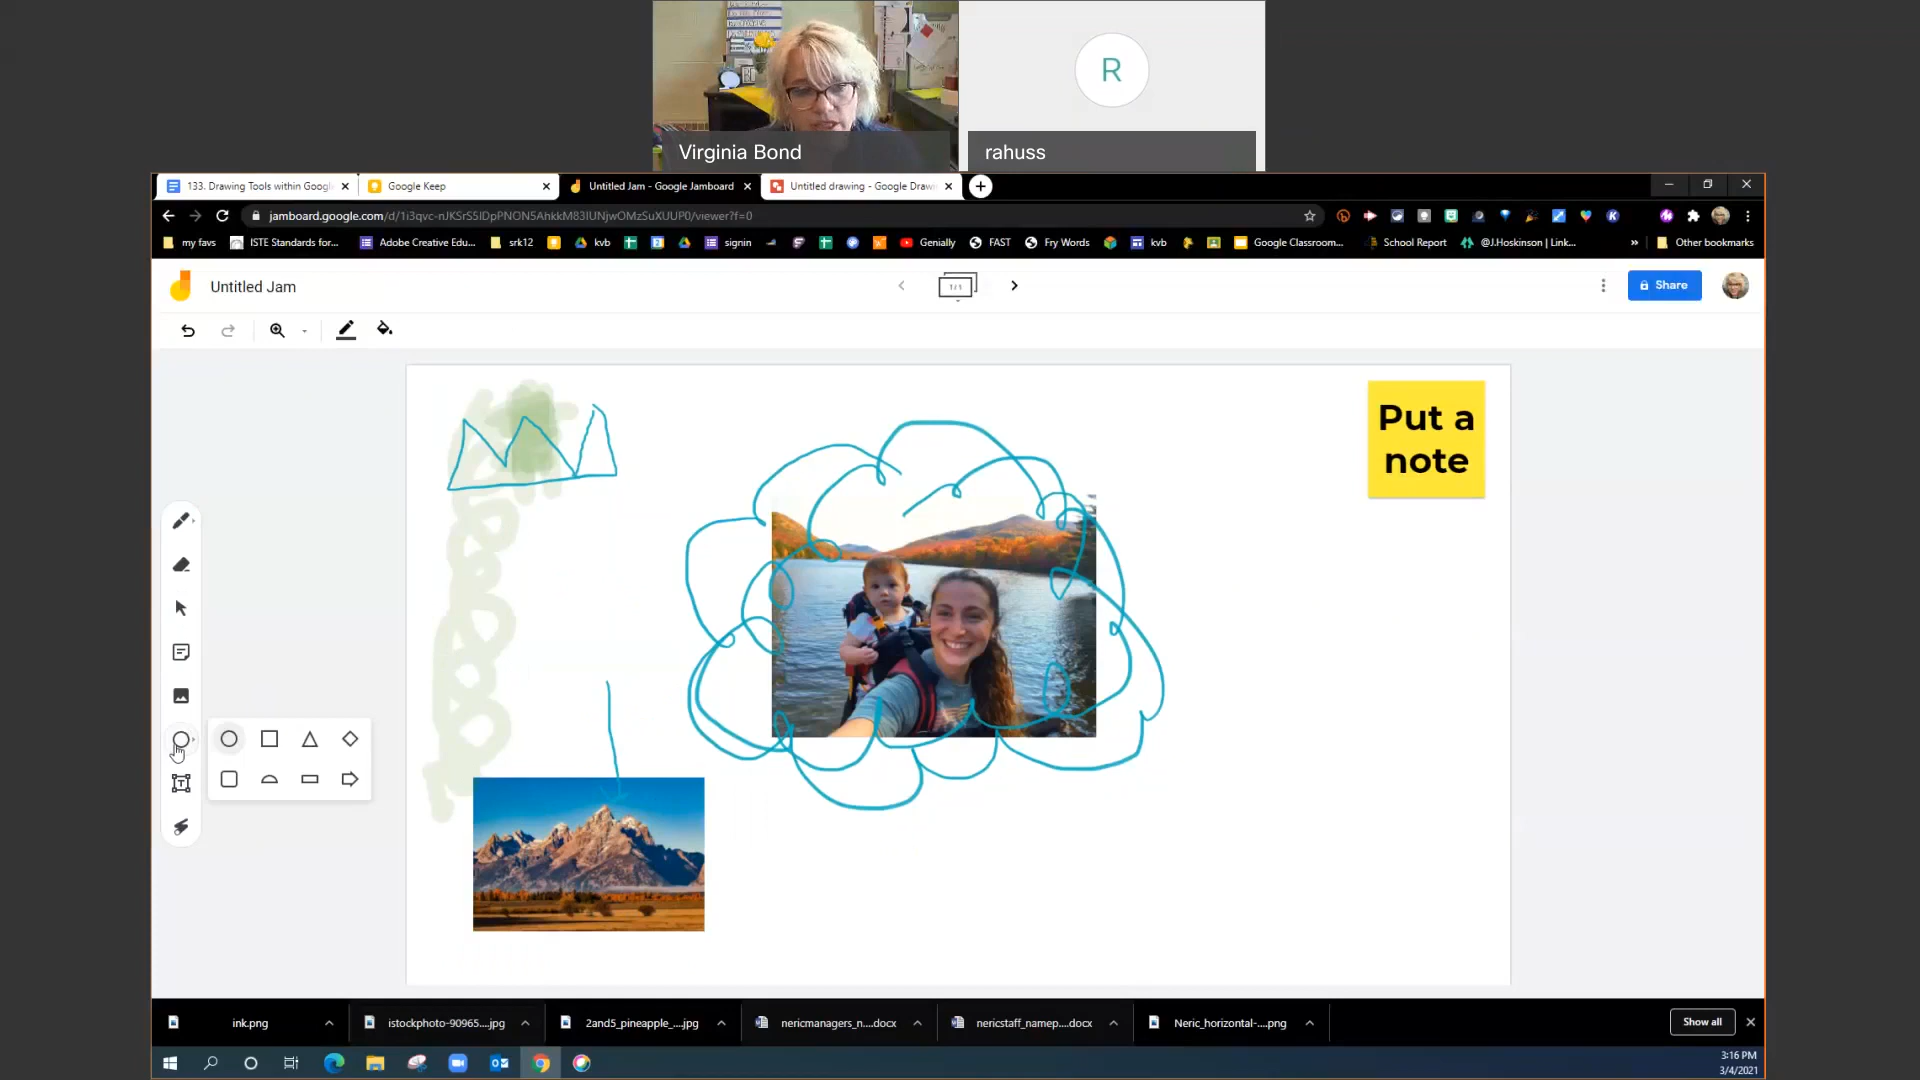 R
Virginia Bond
rahuss
133. Drawing Tools within Googl
Google Keep
Untitled Jam - Google Jamboard
Untitled drawing - Google Draw
jamboard.google.com/d/1i3qvc-nJKSrS5IDpPNON5AhkkM83IUNjwOMzSuXUUP0/viewer?f=0
my favs
ISTE Standards for...
Adobe Creative Edu...
srk12
kvb
signin
Genially
FAST
Fry Words
kvb
Google Classroom...
School Report
@J.Hoskinson | Link...
Other bookmarks
Untitled Jam
1/1
Share
Put a
note
ink.png
istockphoto-90965....jpg
2and5_pineapple_....jpg
nericmanagers_n....docx
nericstaff_namep....docx
Neric_horizontal-....png
Show all
3:16 PM
3/4/2021